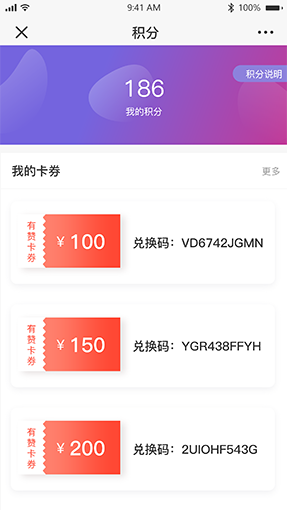 9:41 AM
100%
积分
186
我的积分
积分说明
我的卡券
更多
有赞卡券
¥ 100
兑换码：VD6742JGMN
有赞卡券
¥ 150
兑换码：YGR438FFYH
有赞卡券
¥ 200
兑换码：2UIOHF543G